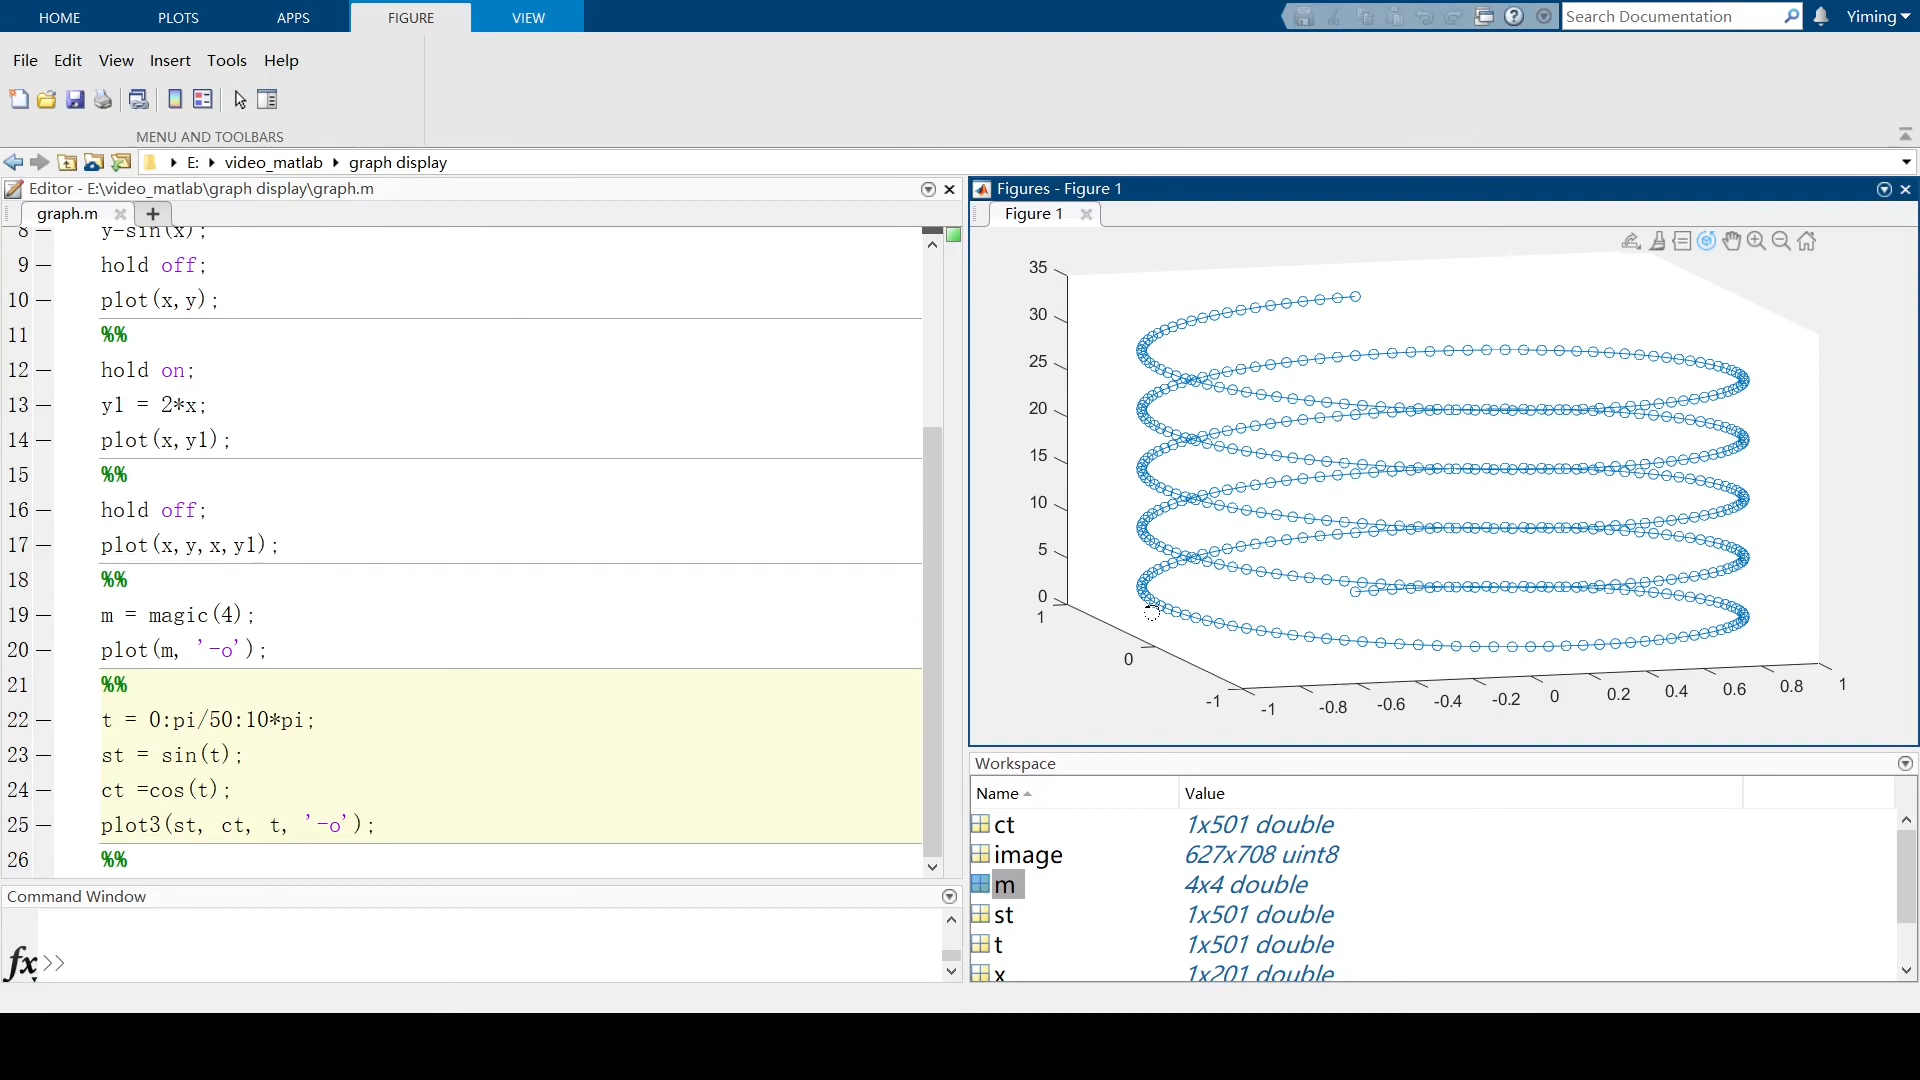 HOME PLOTS APPS FIGURE VIEW
Search Documentation
Yiming
File Edit View Insert Tools Help
MENU AND TOOLBARS
E: video_matlab graph display
Editor - E:\video_matlab\graph display\graph.m
graph.m
8 y=sin(x);
9 hold off;
10 plot(x,y);
11 %%
12 hold on;
13 y1 = 2*x;
14 plot(x,y1);
15 %%
16 hold off;
17 plot(x,y,x,y1);
18 %%
19 m = magic(4);
20 plot(m, '-o');
21 %%
22 t = 0:pi/50:10*pi;
23 st = sin(t);
24 ct =cos(t);
25 plot3(st, ct, t, '-o');
26 %%
Command Window
fx >>
Figures - Figure 1
Figure 1
35
30
25
20
15
10
5
0
1
0
-1
-1 -0.8 -0.6 -0.4 -0.2 0 0.2 0.4 0.6 0.8 1
Workspace
Name Value
ct 1x501 double
image 627x708 uint8
m 4x4 double
st 1x501 double
t 1x501 double
x 1x201 double